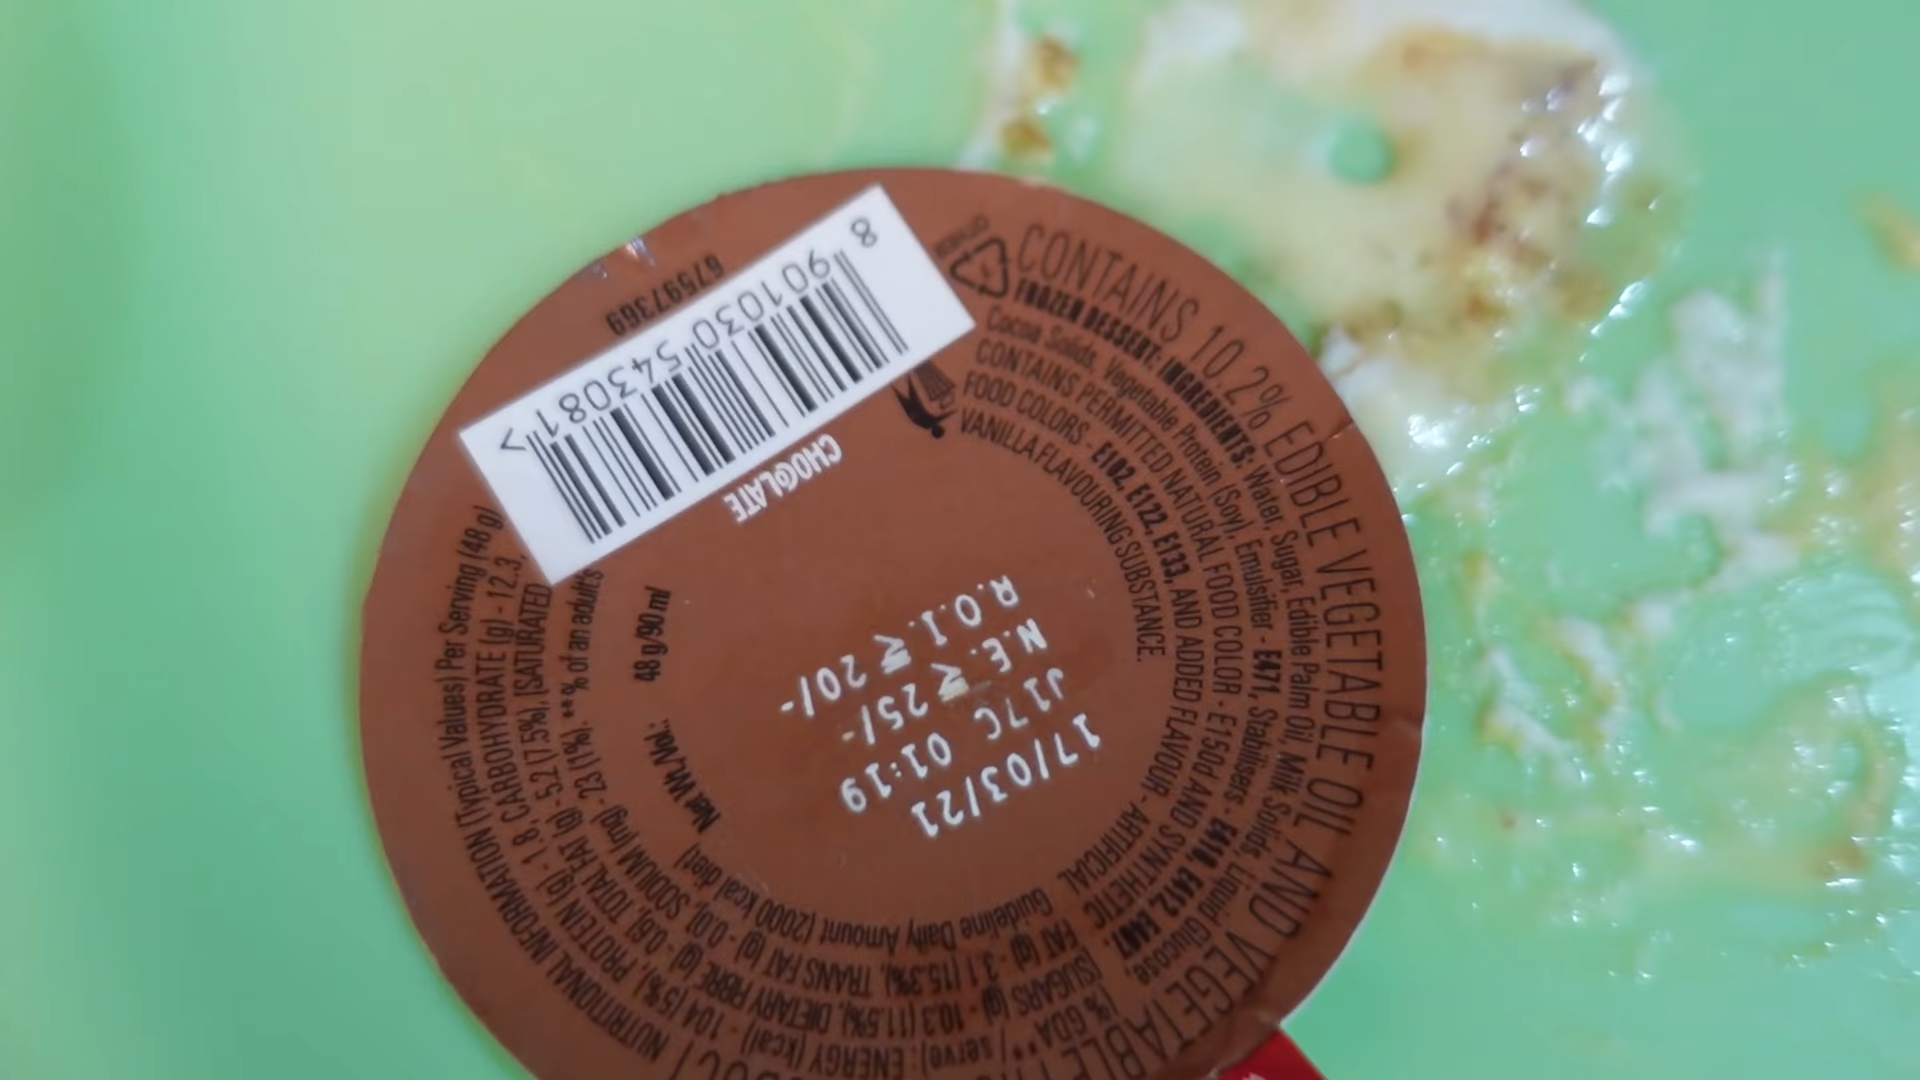 67597369
8 901030 543081 >
CHOCOLATE
CONTAINS 10.2% EDIBLE VEGETABLE OIL AND VEGETABLE
FROZEN DESSERT: INGREDIENTS: Water, Sugar, Edible Palm Oil, Milk Solids, Liquid Glucose,
Cocoa Solids, Vegetable Protein (Soy), Emulsifier - E471, Stabilisers - E410, E412, E407
CONTAINS PERMITTED NATURAL FOOD COLOR - E150d AND SYNTHETIC
FOOD COLORS - E102, E122, E133, AND ADDED FLAVOUR - ARTIFICIAL
VANILLA FLAVOURING SUBSTANCE.
17/03/21
J17C 01:19
N.E. ₹ 25/-
R.O.I. ₹ 20/-
Net Wt./Vol.: 48 g/90 ml
NUTRITIONAL INFORMATION (Typical Values) Per Serving (48 g/
(% GDA**/serve): ENERGY (kcal) - 104 (5%), PROTEIN (g) - 1.8, CARBOHYDRATE (g) - 12.3,
(SUGARS (g) - 10.3 (11.5%), DIETARY FIBRE (g) - 0.6), TOTAL FAT (g) - 5.2 (7.5%), (SATURATED
FAT (g) - 3.1 (15.3%), TRANS FAT (g) - 0.0), SODIUM (mg) - 23 (1%). **% of an adult's
Guideline Daily Amount (2000 kcal diet)